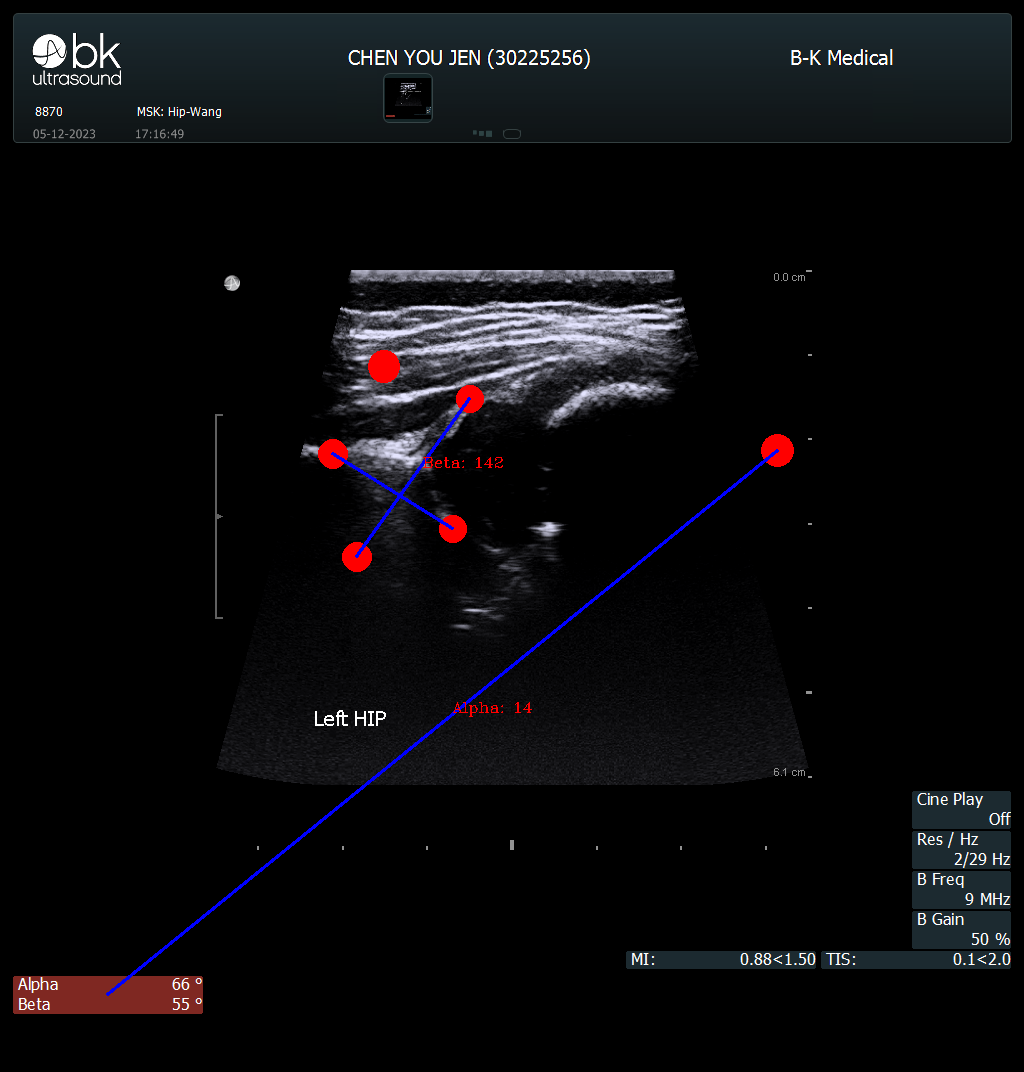 bk
ultrasound
CHEN YOU JEN (30225256)
B-K Medical
8870
MSK: Hip-Wang
05-12-2023
17:16:49
0.0 cm
Beta: 142
Alpha: 14
Left HIP
6.1 cm
Cine Play
Off
Res / Hz
2/29 Hz
B Freq
9 MHz
B Gain
50 %
MI: 0.88<1.50
TIS: 0.1<2.0
Alpha 66 º
Beta 55 º